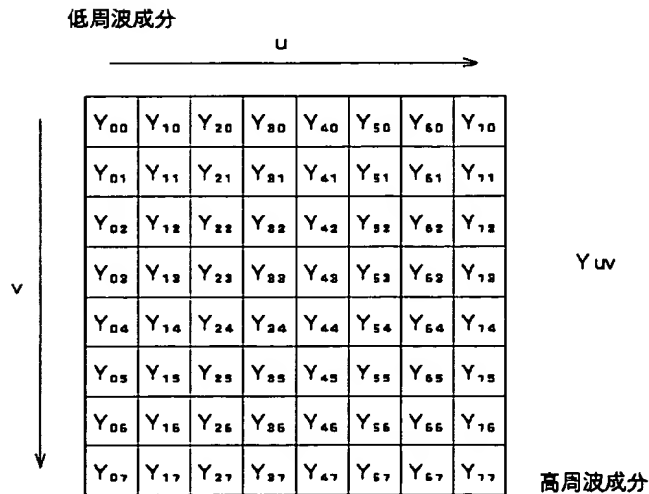 低周波成分
u
Y00 Y10 Y20 Y30 Y40 Y50 Y60 Y70
Y01 Y11 Y21 Y31 Y41 Y51 Y61 Y71
Y02 Y12 Y22 Y32 Y42 Y52 Y62 Y72
Y03 Y13 Y23 Y33 Y43 Y53 Y63 Y73
Yuv
v
Y04 Y14 Y24 Y34 Y44 Y54 Y64 Y74
Y05 Y15 Y25 Y35 Y45 Y55 Y65 Y75
Y06 Y16 Y26 Y36 Y46 Y56 Y66 Y76
Y07 Y17 Y27 Y37 Y47 Y57 Y67 Y77
高周波成分